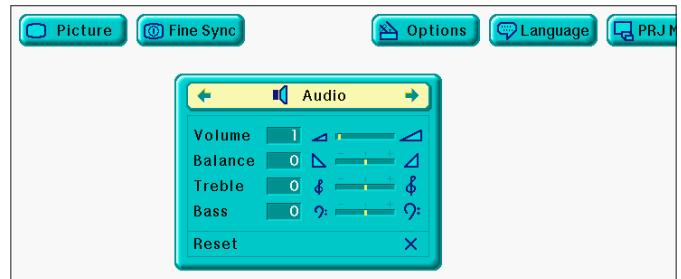 Picture Fine Sync Options Language PRJ M
Audio
Volume 1
Balance 0
Treble 0
Bass 0
Reset